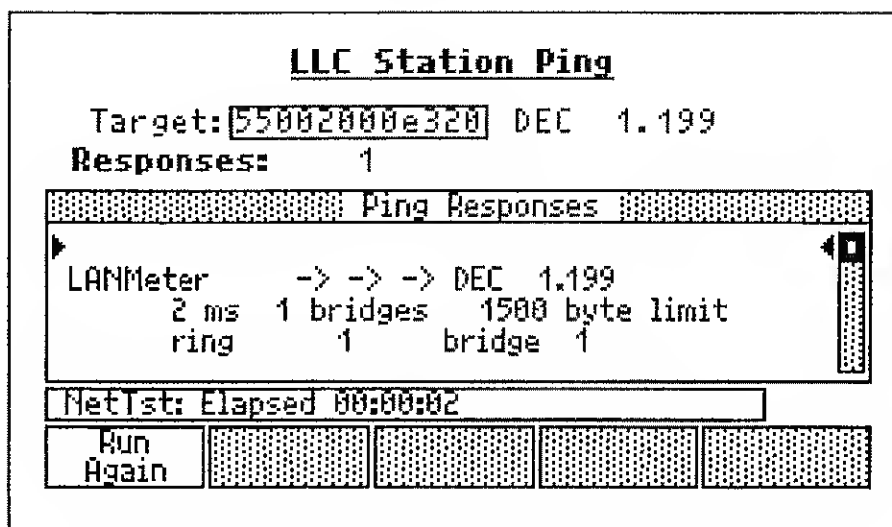 LLC Station Ping
Target: 55002000e320 DEC 1.199
Responses: 1
Ping Responses
LANMeter -> -> -> DEC 1.199
2 ms 1 bridges 1500 byte limit
ring 1 bridge 1
NetTst: Elapsed 00:00:02
Run
Again